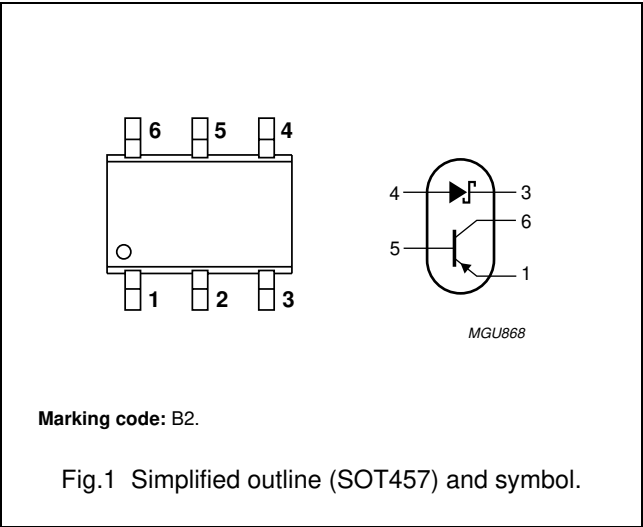 6 5 4
1 2 3
4 3
6
5
1
MGU868
Marking code: B2.
Fig.1 Simplified outline (SOT457) and symbol.